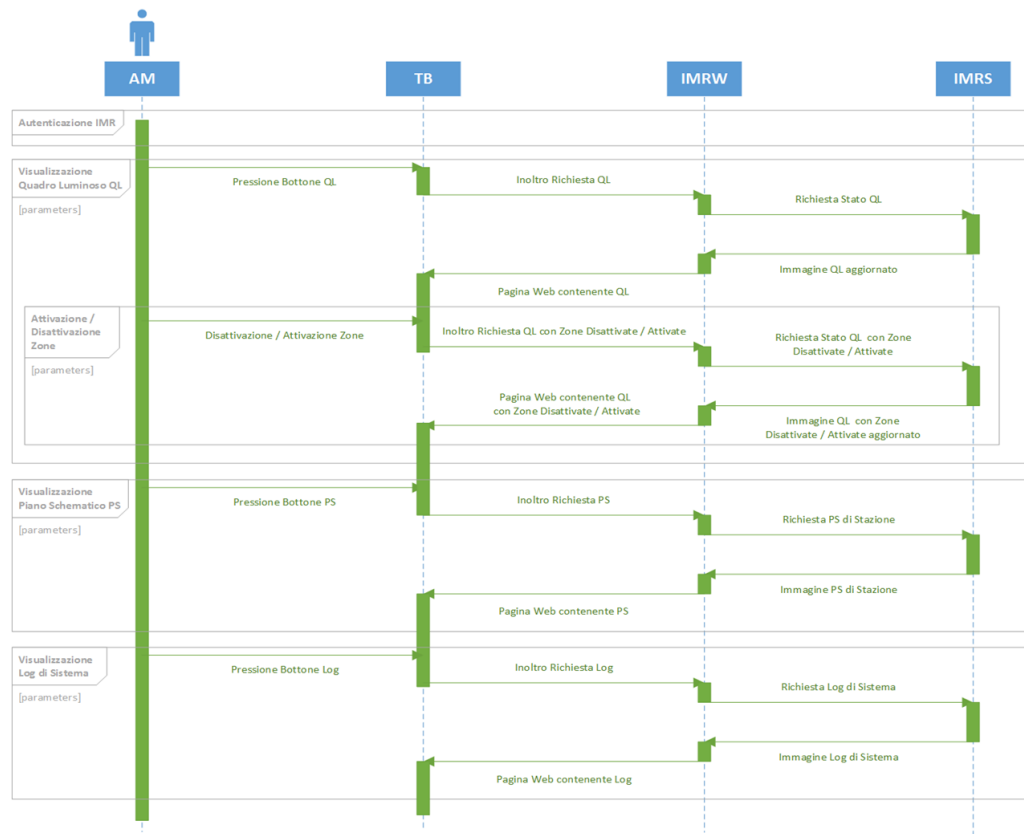 AM
TB
IMRW
IMRS
Autenticazione IMR
Visualizzazione
Quadro Luminoso QL
[parameters]
Pressione Bottone QL
Inoltro Richiesta QL
Richiesta Stato QL
Immagine QL aggiornato
Pagina Web contenente QL
Attivazione /
Disattivazione
Zone
[parameters]
Disattivazione / Attivazione Zone
Inoltro Richiesta QL con Zone Disattivate / Attivate
Richiesta Stato QL con Zone
Disattivate / Attivate
Pagina Web contenente QL
con Zone Disattivate / Attivate
Immagine QL con Zone
Disattivate / Attivate aggiornato
Visualizzazione
Piano Schematico PS
[parameters]
Pressione Bottone PS
Inoltro Richiesta PS
Richiesta PS di Stazione
Immagine PS di Stazione
Pagina Web contenente PS
Visualizzazione
Log di Sistema
[parameters]
Pressione Bottone Log
Inoltro Richiesta Log
Richiesta Log di Sistema
Immagine Log di Sistema
Pagina Web contenente Log